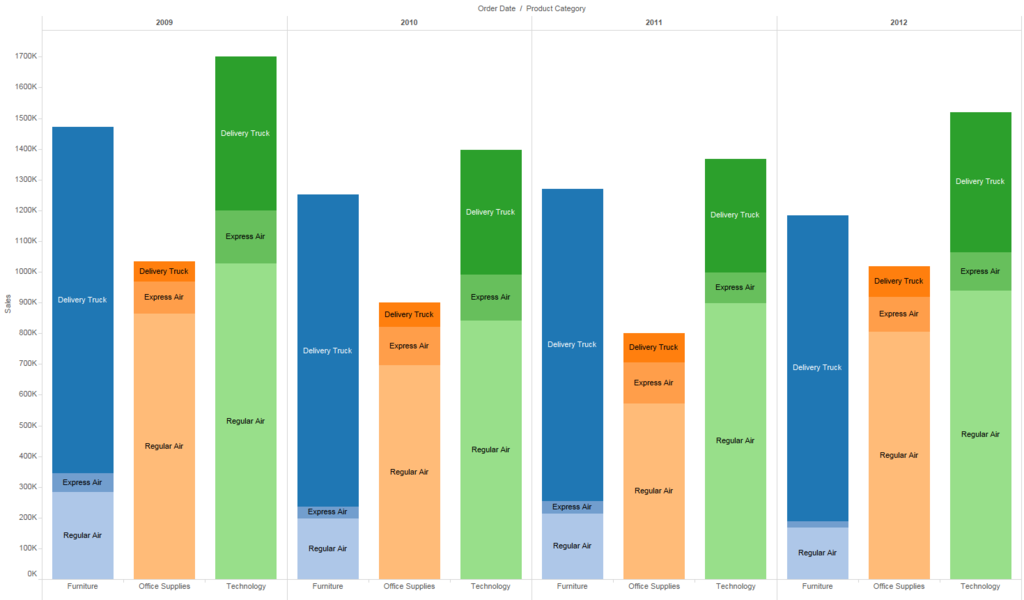 Order Date / Product Category
2009 2010 2011 2012
1700K
1600K
1500K
1400K
1300K
1200K
1100K
1000K
900K
800K
700K
600K
500K
400K
300K
200K
100K
0K
Sales
Delivery Truck
Express Air
Regular Air
Delivery Truck
Express Air
Regular Air
Delivery Truck
Express Air
Regular Air
Delivery Truck
Express Air
Regular Air
Delivery Truck
Express Air
Regular Air
Delivery Truck
Express Air
Regular Air
Delivery Truck
Express Air
Regular Air
Delivery Truck
Express Air
Regular Air
Delivery Truck
Express Air
Regular Air
Delivery Truck
Regular Air
Delivery Truck
Express Air
Regular Air
Delivery Truck
Express Air
Regular Air
Furniture Office Supplies Technology Furniture Office Supplies Technology Furniture Office Supplies Technology Furniture Office Supplies Technology